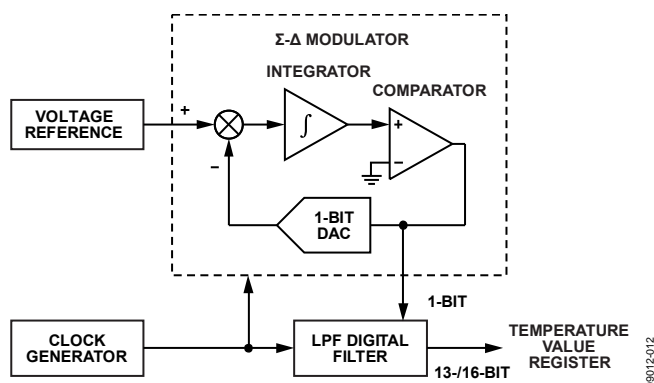 Σ-Δ MODULATOR
INTEGRATOR
COMPARATOR
VOLTAGE
REFERENCE
+
−
∫
+
−
1-BIT
DAC
1-BIT
CLOCK
GENERATOR
LPF DIGITAL
FILTER
13-/16-BIT
TEMPERATURE
VALUE
REGISTER
9012-012